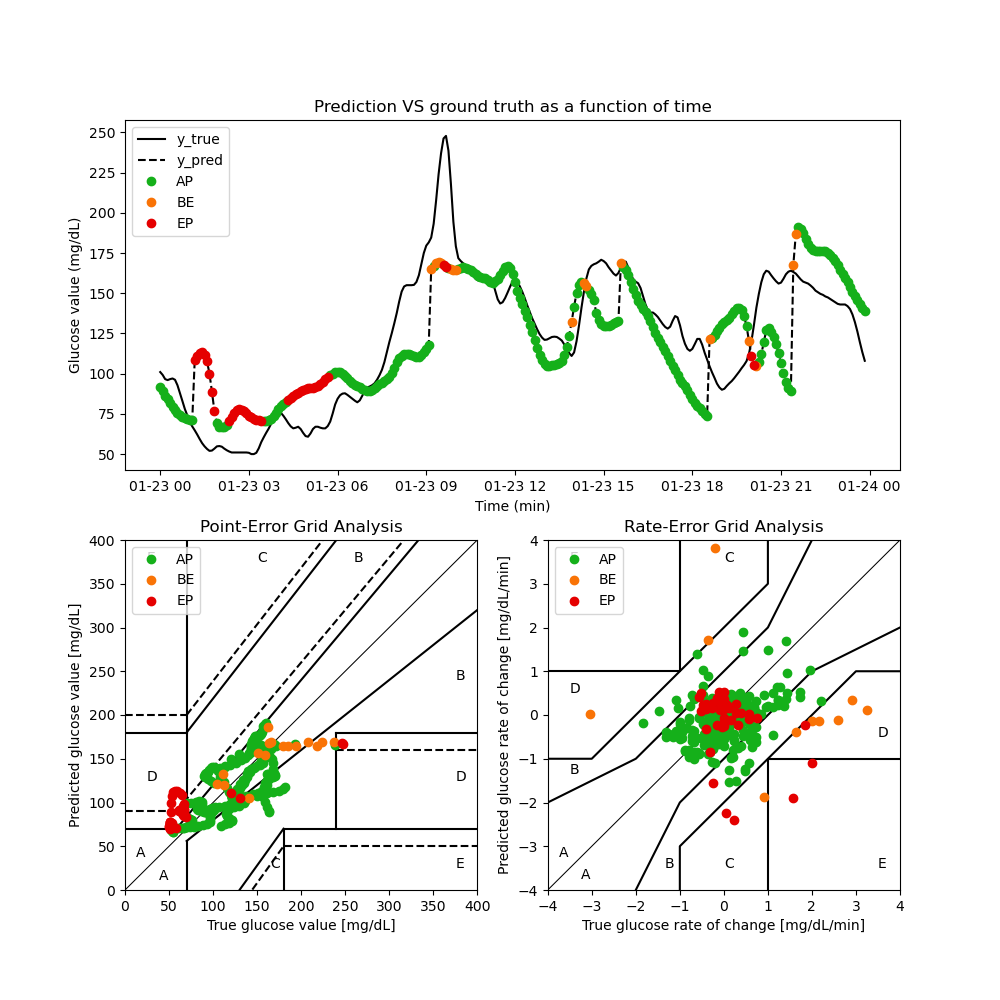 Prediction VS ground truth as a function of time
Glucose value (mg/dL)
250
225
200
175
150
125
100
75
50
y_true
y_pred
AP
BE
EP
01-23 00 01-23 03 01-23 06 01-23 09 01-23 12 01-23 15 01-23 18 01-23 21 01-24 00
Time (min)
Point-Error Grid Analysis
Predicted glucose value [mg/dL]
400
350
300
250
200
150
100
50
0
AP
BE
EP
C
B
B
D
D
A
A
C
E
0 50 100 150 200 250 300 350 400
True glucose value [mg/dL]
Rate-Error Grid Analysis
Predicted glucose rate of change [mg/dL/min]
4
3
2
1
0
−1
−2
−3
−4
AP
BE
EP
C
D
D
B
A
A
B
C
E
−4 −3 −2 −1 0 1 2 3 4
True glucose rate of change [mg/dL/min]